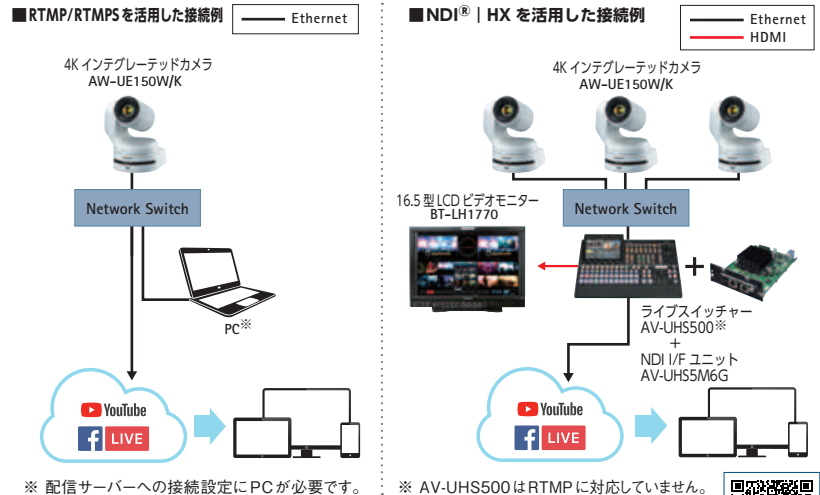 ■RTMP/RTMPSを活用した接続例
Ethernet
4K インテグレーテッドカメラ
AW-UE150W/K
Network Switch
PC※
YouTube
f LIVE
※ 配信サーバーへの接続設定にPCが必要です。
■NDI®｜HX を活用した接続例
Ethernet
HDMI
4K インテグレーテッドカメラ
AW-UE150W/K
16.5型LCDビデオモニター
BT-LH1770
Network Switch
+
ライブスイッチャー
AV-UHS500※
+
NDI I/F ユニット
AV-UHS5M6G
YouTube
f LIVE
※ AV-UHS500はRTMPに対応していません。